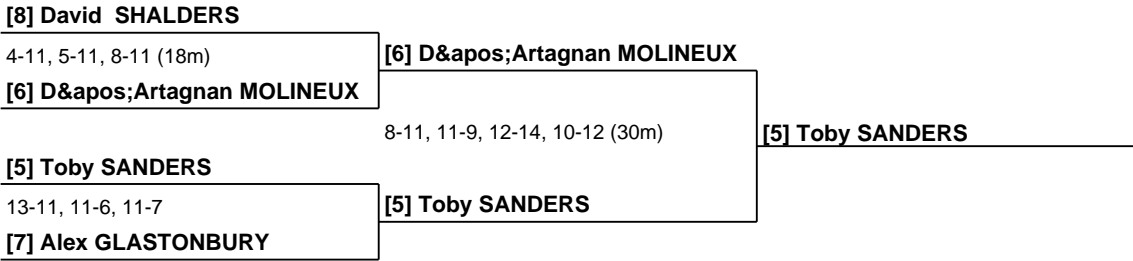 [8] David  SHALDERS
4-11, 5-11, 8-11 (18m)
[6] D&apos;Artagnan MOLINEUX
[6] D&apos;Artagnan MOLINEUX
8-11, 11-9, 12-14, 10-12 (30m)
[5] Toby SANDERS
[5] Toby SANDERS
13-11, 11-6, 11-7
[5] Toby SANDERS
[7] Alex GLASTONBURY